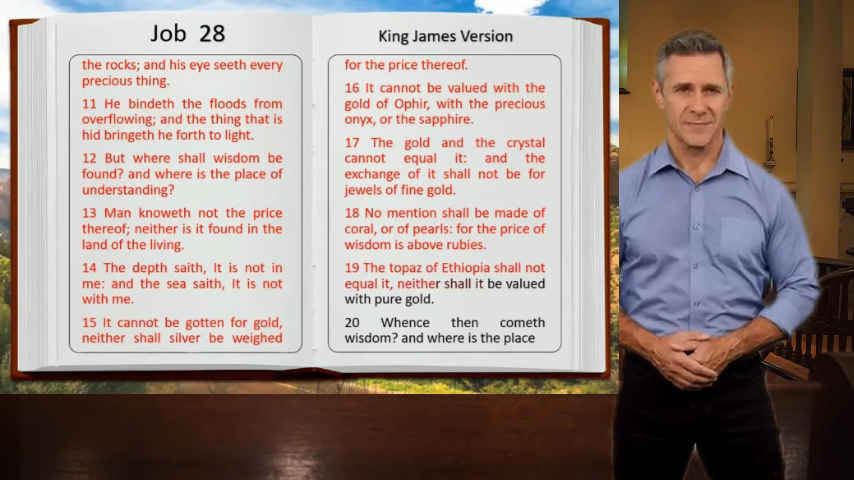 Job 28
the rocks; and his eye seeth every
precious thing.
11 He bindeth the floods from
overflowing; and the thing that is
hid bringeth he forth to light.
12 But where shall wisdom be
found? and where is the place of
understanding?
13 Man knoweth not the price
thereof; neither is it found in the
land of the living.
14 The depth saith, It is not in
me: and the sea saith, It is not
with me.
15 It cannot be gotten for gold,
neither shall silver be weighed
King James Version
for the price thereof.
16 It cannot be valued with the
gold of Ophir, with the precious
onyx, or the sapphire.
17 The gold and the crystal
cannot equal it: and the
exchange of it shall not be for
jewels of fine gold.
18 No mention shall be made of
coral, or of pearls: for the price of
wisdom is above rubies.
19 The topaz of Ethiopia shall not
equal it, neither shall it be valued
with pure gold.
20 Whence then cometh
wisdom? and where is the place